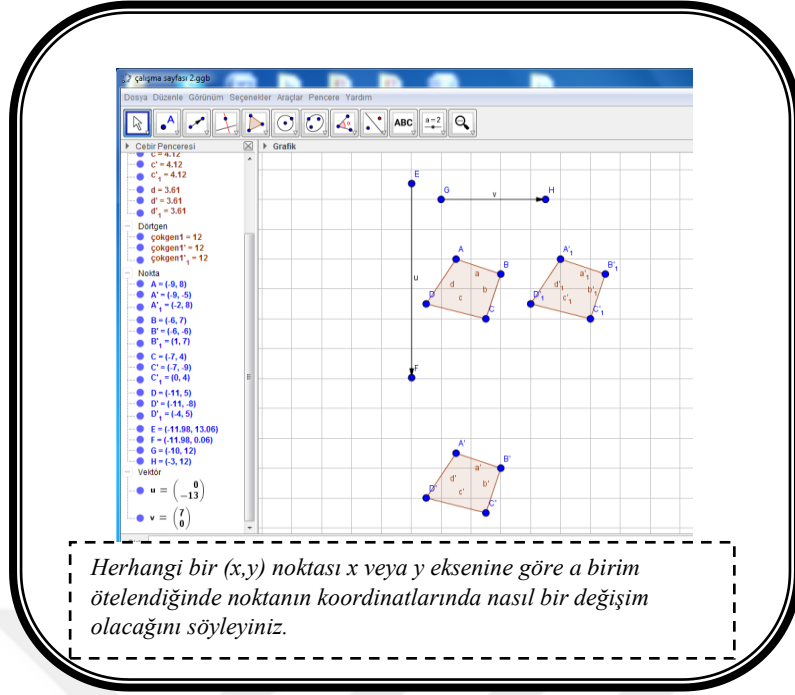 çalışma sayfası 2.ggb
Dosya Düzenle Görünüm Seçenekler Araçlar Pencere Yardım
A ABC a=2
Cebir Penceresi
Grafik
c = 4.12
c' = 4.12
c'₁ = 4.12
d = 3.61
d' = 3.61
d'₁ = 3.61
Dörtgen
çokgen1 = 12
çokgen1' = 12
çokgen1'₁ = 12
Nokta
A = (-9, 8)
A' = (-9, -5)
A'₁ = (-2, 8)
B = (-6, 7)
B' = (-6, -6)
B'₁ = (1, 7)
C = (-7, 4)
C' = (-7, -9)
C'₁ = (0, 4)
D = (-11, 5)
D' = (-11, -8)
D'₁ = (-4, 5)
E = (-11.98, 13.06)
F = (-11.98, 0.06)
G = (-10, 12)
H = (-3, 12)
Vektör
u = (0
-13)
v = (7
0)
E
G v H
u
F
A
d a B
D c b C
A'₁
d'₁ a'₁ B'₁
D'₁ c'₁ b'₁ C'₁
A'
d' a' B'
D' c' b' C'
Herhangi bir (x,y) noktası x veya y eksenine göre a birim
ötelendiğinde noktanın koordinatlarında nasıl bir değişim
olacağını söyleyiniz.